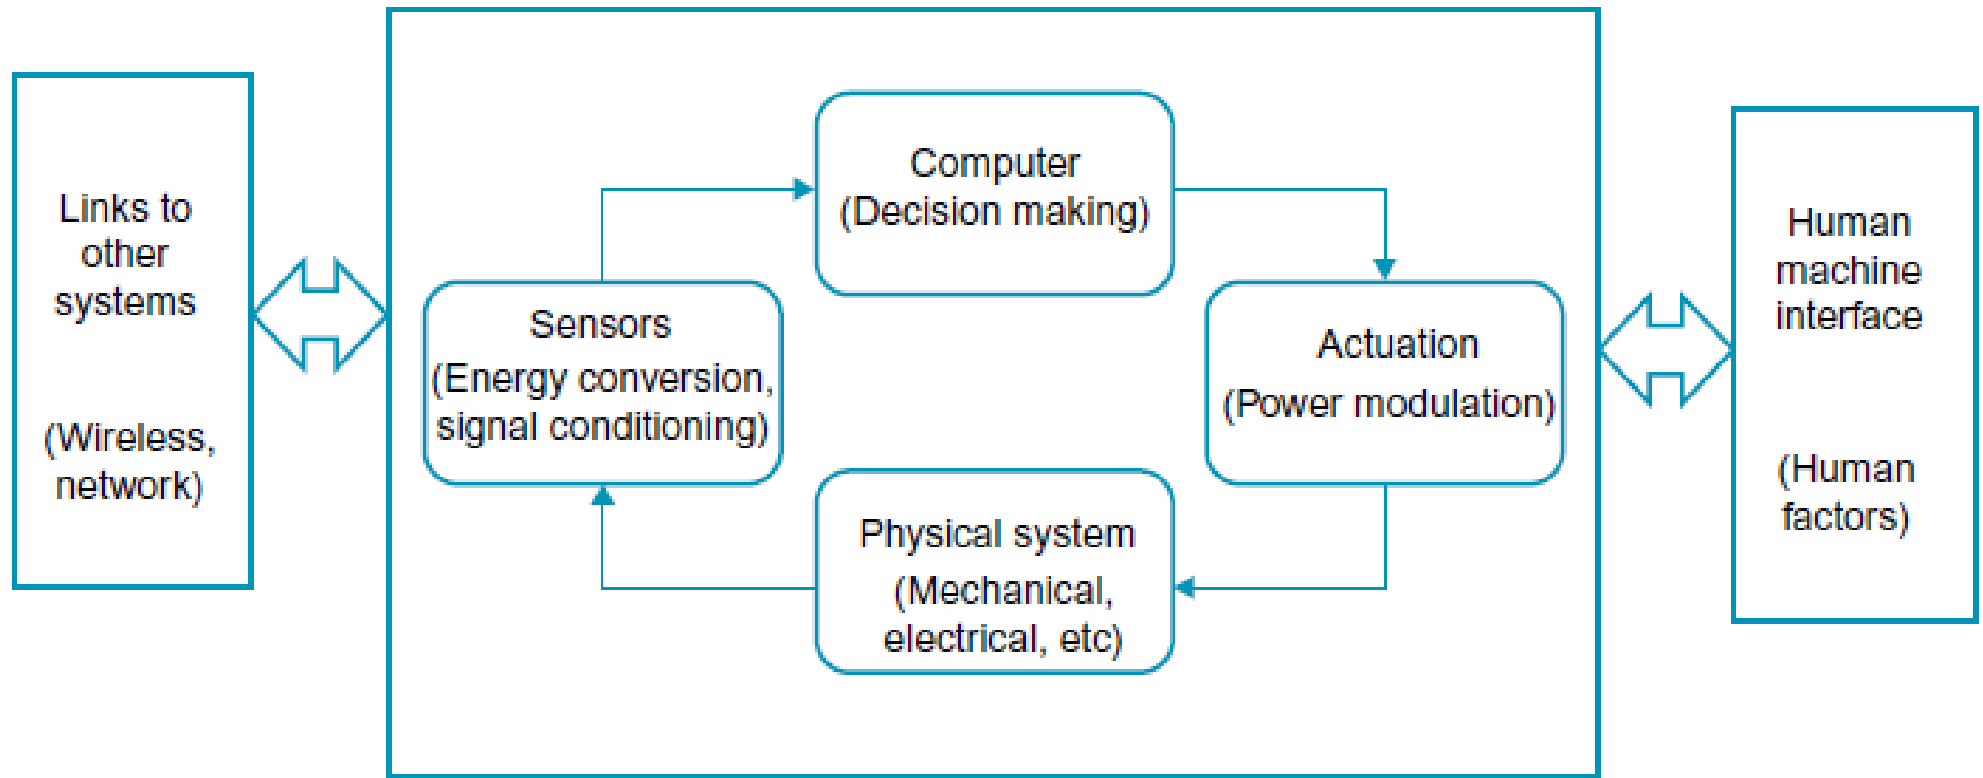 Links to
other
systems
(Wireless,
network)
Computer
(Decision making)
Sensors
(Energy conversion,
signal conditioning)
Actuation
(Power modulation)
Physical system
(Mechanical,
electrical, etc)
Human
machine
interface
(Human
factors)